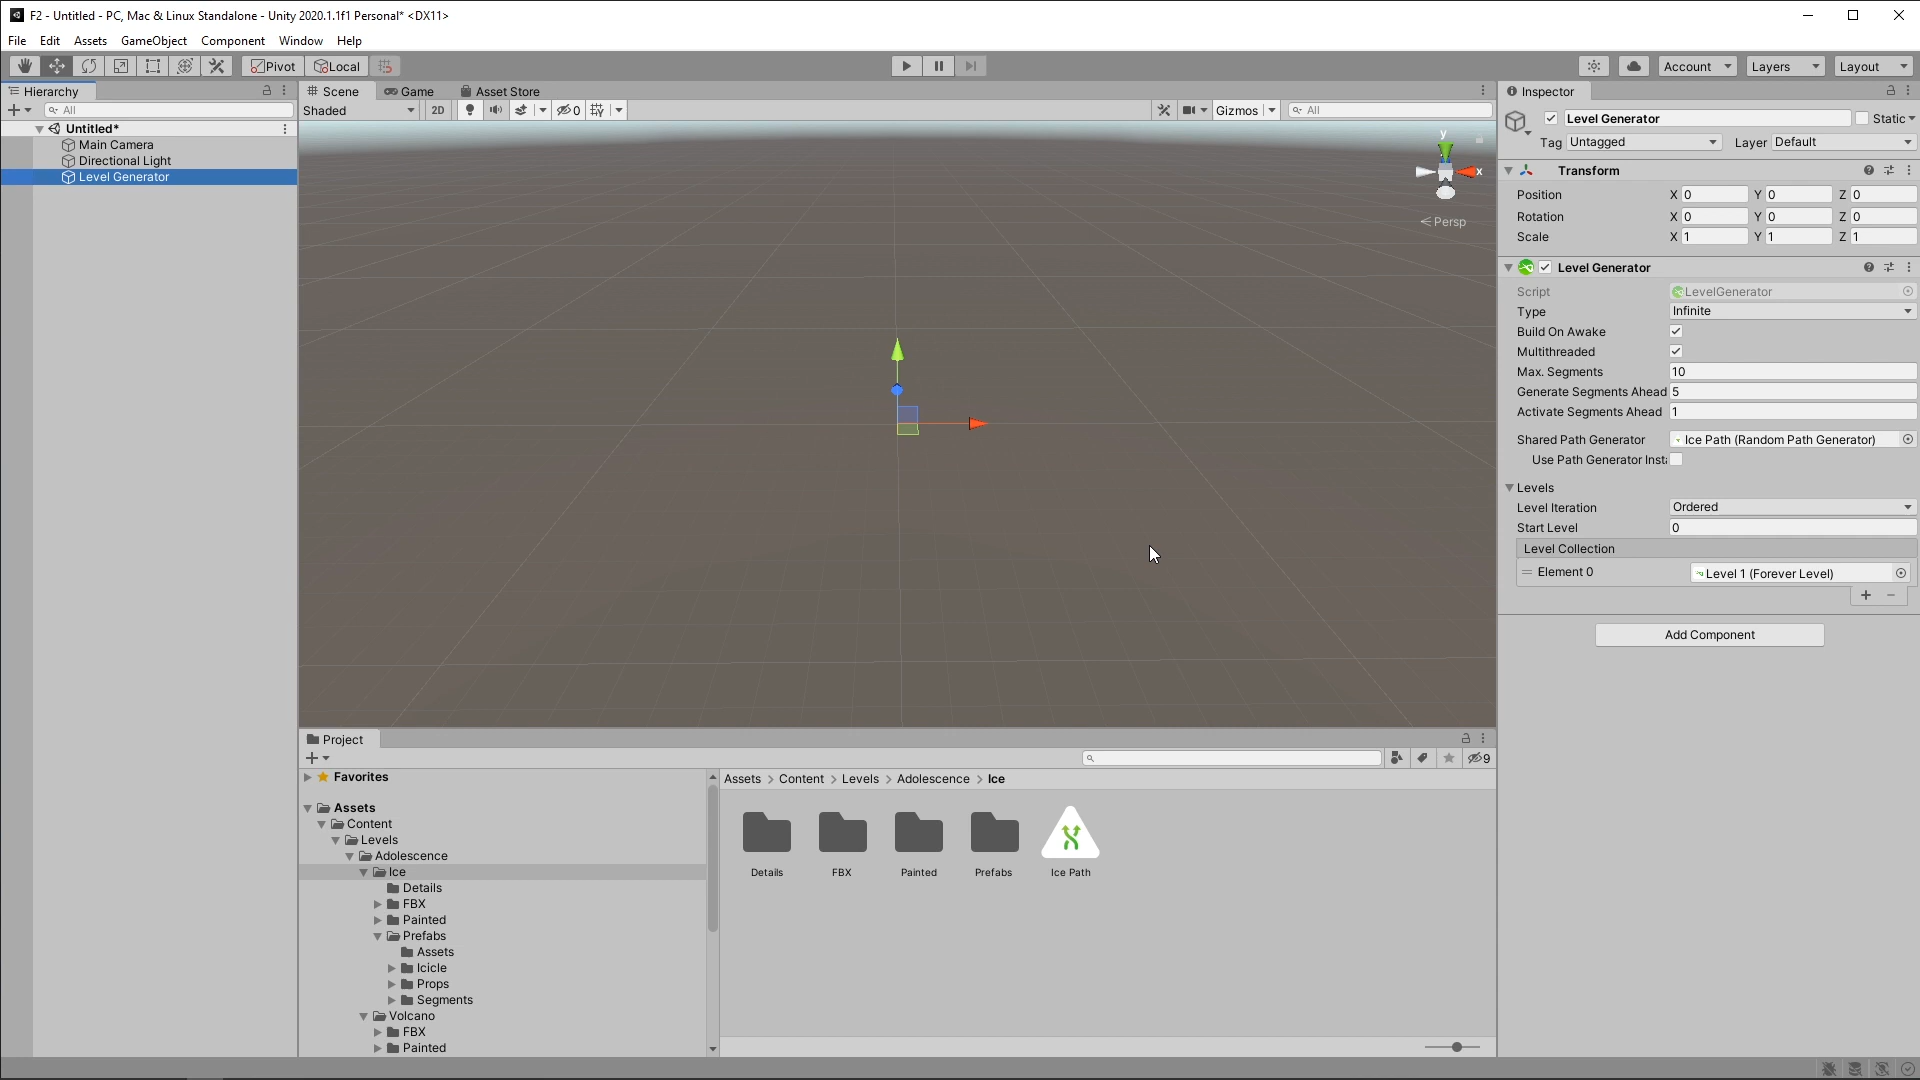 F2 - Untitled - PC, Mac & Linux Standalone - Unity 2020.1.1f1 Personal* <DX11>
File Edit Assets GameObject Component Window Help
Pivot Local Account Layers Layout
Hierarchy
All
Untitled*
Main Camera
Directional Light
Level Generator
Scene Game Asset Store
Shaded 2D 0 Gizmos All
y
x
Persp
Project
9
Favorites
Assets
Content
Levels
Adolescence
Ice
Details
FBX
Painted
Prefabs
Assets
Icicle
Props
Segments
Volcano
FBX
Painted
Assets > Content > Levels > Adolescence > Ice
Details FBX Painted Prefabs Ice Path
Inspector
Level Generator Static
Tag Untagged Layer Default
Transform
Position X 0 Y 0 Z 0
Rotation X 0 Y 0 Z 0
Scale X 1 Y 1 Z 1
Level Generator
Script LevelGenerator
Type Infinite
Build On Awake
Multithreaded
Max. Segments 10
Generate Segments Ahead 5
Activate Segments Ahead 1
Shared Path Generator Ice Path (Random Path Generator)
Use Path Generator Insta
Levels
Level Iteration Ordered
Start Level 0
Level Collection
Element 0 Level 1 (Forever Level)
Add Component